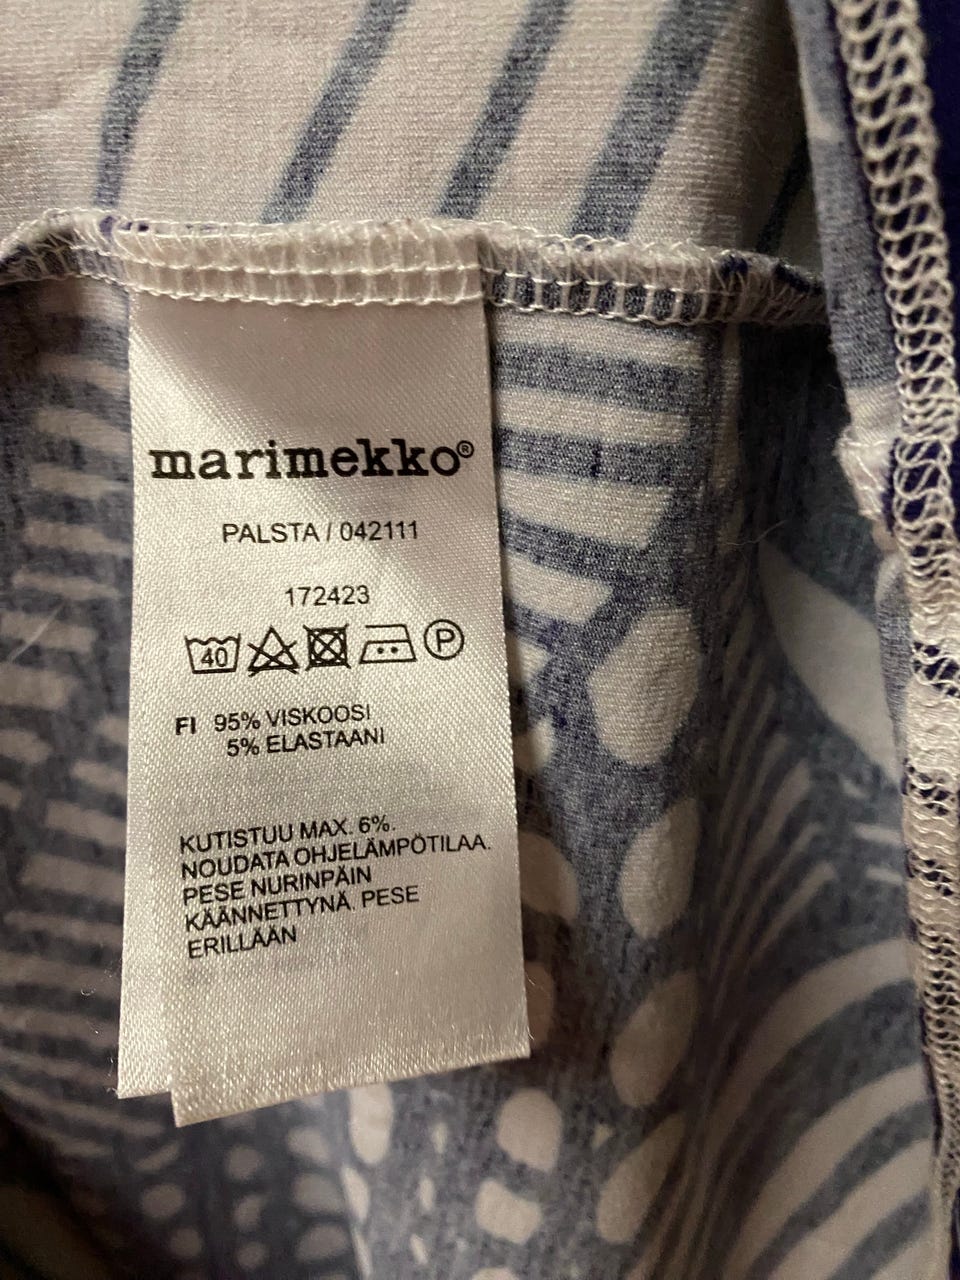 marimekko®
PALSTA / 042111
172423
40 P
FI 95% VISKOOSI
5% ELASTAANI
KUTISTUU MAX. 6%.
NOUDATA OHJELÄMPÖTILAA.
PESE NURINPÄIN
KÄÄNNETTYNÄ. PESE
ERILLÄÄN